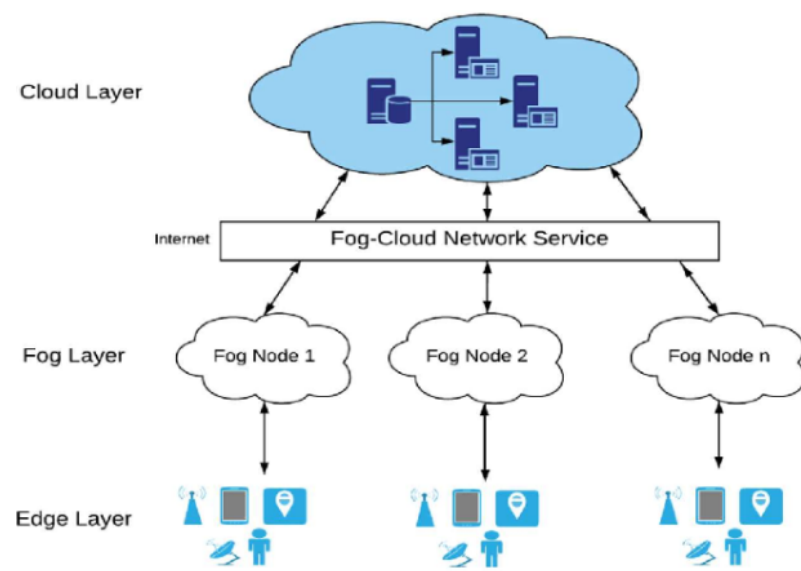 Cloud Layer
Internet
Fog-Cloud Network Service
Fog Layer
Fog Node 1
Fog Node 2
Fog Node n
Edge Layer